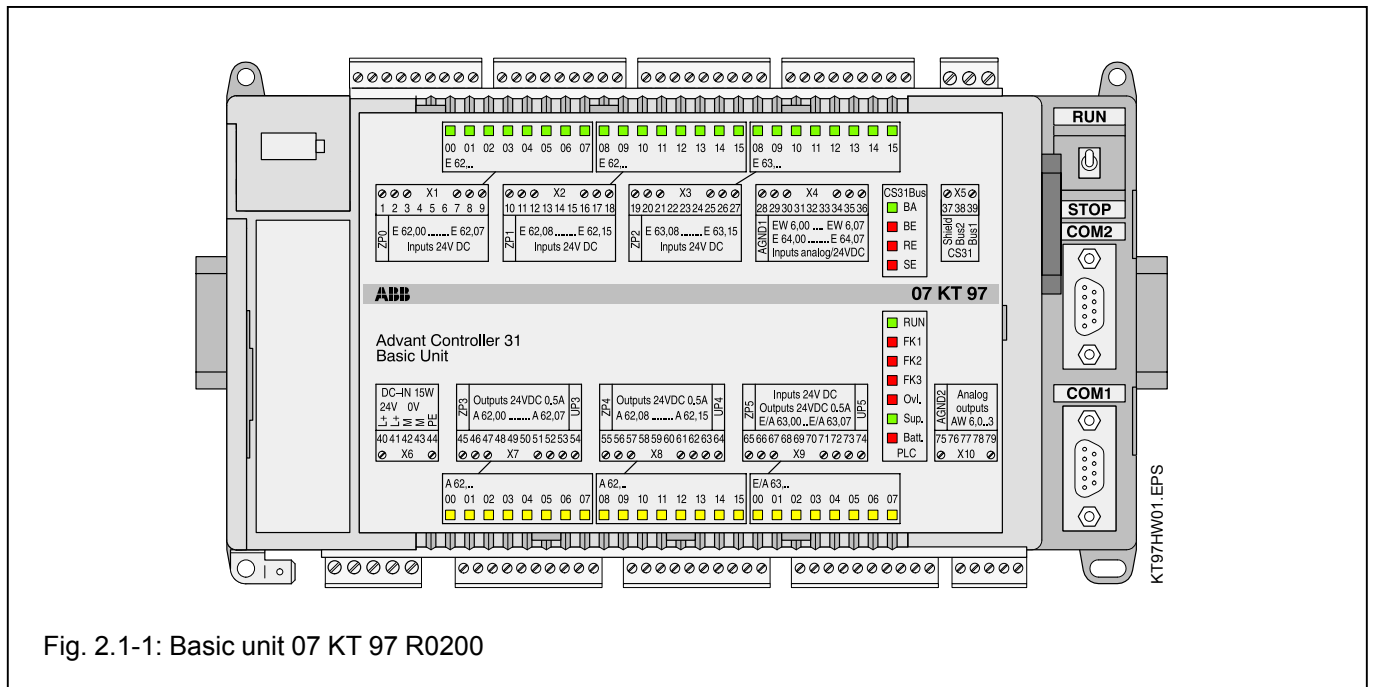 RUN
STOP
COM2
COM1
00 01 02 03 04 05 06 07
E 62,..
08 09 10 11 12 13 14 15
E 62,..
08 09 10 11 12 13 14 15
E 63,..
X1
1 2 3 4 5 6 7 8 9
ZP0
E 62,00 ....... E 62,07
Inputs 24V DC
X2
10 11 12 13 14 15 16 17 18
ZP1
E 62,08 ....... E 62,15
Inputs 24V DC
X3
19 20 21 22 23 24 25 26 27
ZP2
E 63,08 ....... E 63,15
Inputs 24V DC
X4
28 29 30 31 32 33 34 35 36
AGND1
EW 6,00 .... EW 6,07
E 64,00 ....... E 64,07
Inputs analog/24VDC
CS31Bus
BA
BE
RE
SE
X5
37 38 39
Shield
Bus2
Bus1
CS31
ABB
07 KT 97
Advant Controller 31
Basic Unit
RUN
FK1
FK2
FK3
Ovl.
Sup.
Batt.
PLC
DC–IN 15W
24V 0V
L+
L+
M
M
PE
40 41 42 43 44
X6
ZP3
Outputs 24VDC 0.5A
A 62,00 ....... A 62,07
UP3
45 46 47 48 49 50 51 52 53 54
X7
ZP4
Outputs 24VDC 0.5A
A 62,08 ....... A 62,15
UP4
55 56 57 58 59 60 61 62 63 64
X8
ZP5
Inputs 24V DC
Outputs 24VDC 0.5A
E/A 63,00..E/A 63,07
UP5
65 66 67 68 69 70 71 72 73 74
X9
AGND2
Analog
outputs
AW 6,0..3
75 76 77 78 79
X10
A 62,..
00 01 02 03 04 05 06 07
A 62,..
08 09 10 11 12 13 14 15
E/A 63,..
00 01 02 03 04 05 06 07
KT97HW01.EPS
Fig. 2.1-1: Basic unit 07 KT 97 R0200